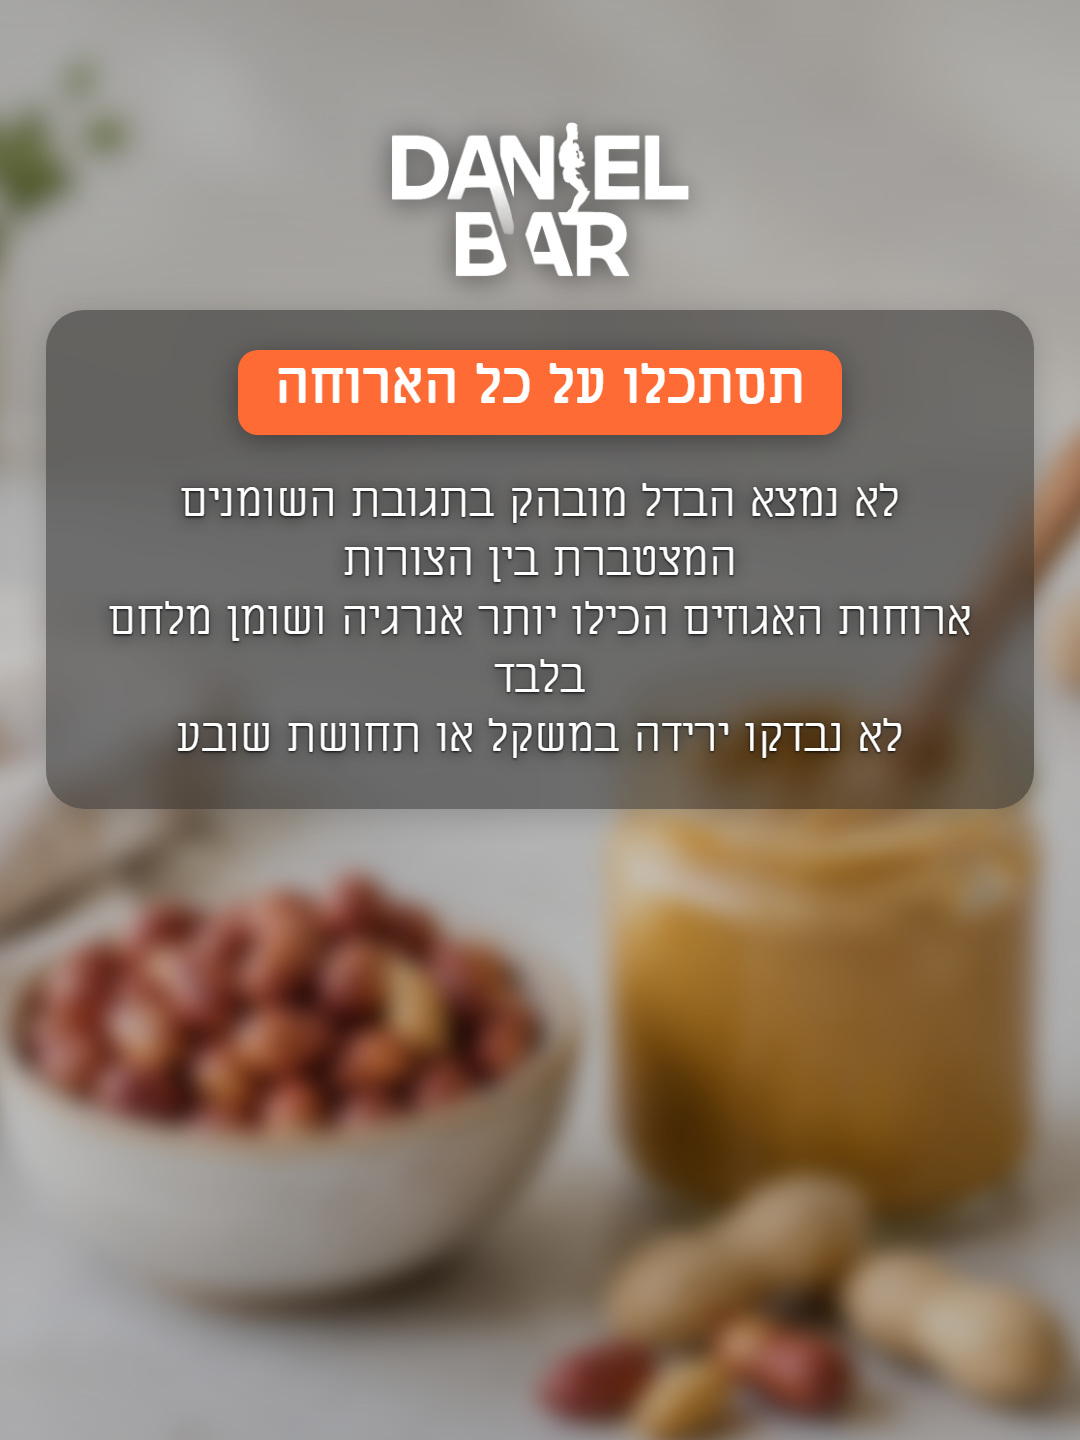 DANIEL
BAR
תסתכלו על כל הארוחה
לא נמצא הבדל מובהק בתגובת השומנים
המצטברת בין הצורות
ארוחות האגוזים הכילו יותר אנרגיה ושומן מלחם
בלבד
לא נבדקו ירידה במשקל או תחושת שובע